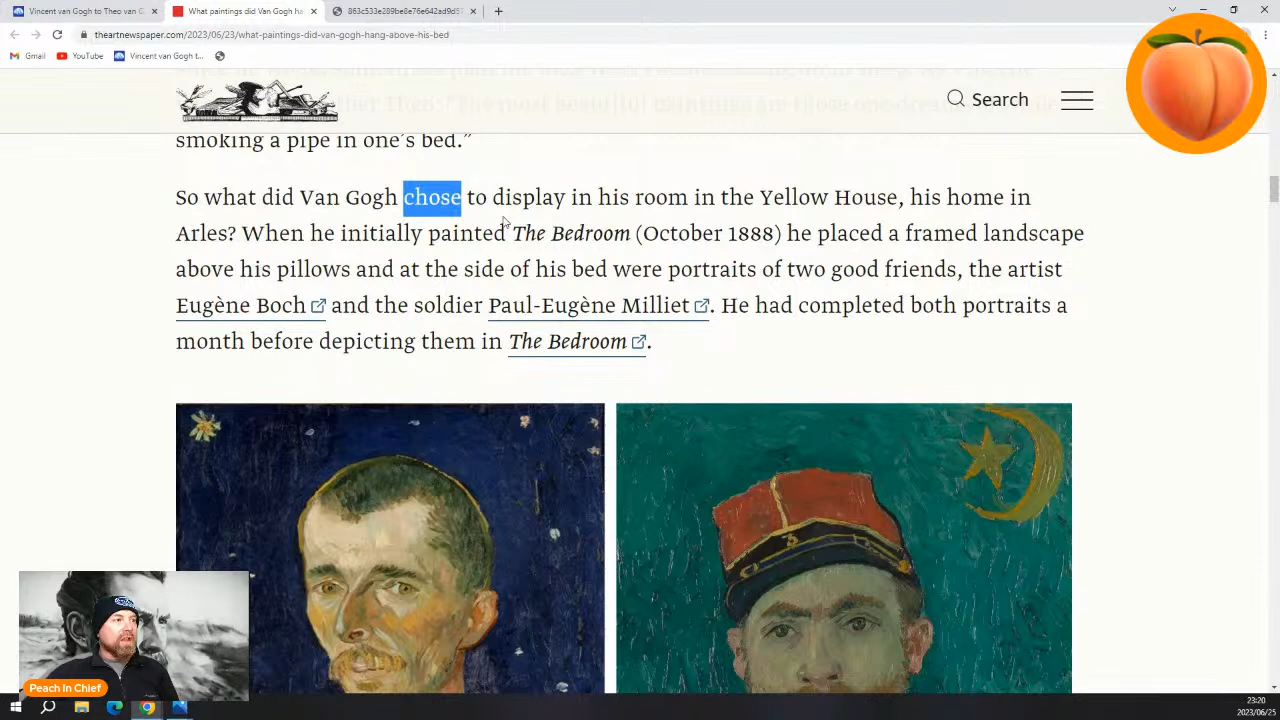 Vincent van Gogh to Theo van G
What paintings did Van Gogh ha
863c533e289be8e76e642ad9d57
theartnewspaper.com/2023/06/23/what-paintings-did-van-gogh-hang-above-his-bed
Gmail
YouTube
Vincent van Gogh t...
Search
smoking a pipe in one's bed.”
So what did Van Gogh chose to display in his room in the Yellow House, his home in
Arles? When he initially painted The Bedroom (October 1888) he placed a framed landscape
above his pillows and at the side of his bed were portraits of two good friends, the artist
Eugène Boch and the soldier Paul-Eugène Milliet. He had completed both portraits a
month before depicting them in The Bedroom.
Peach In Chief
23:20
2023/06/25